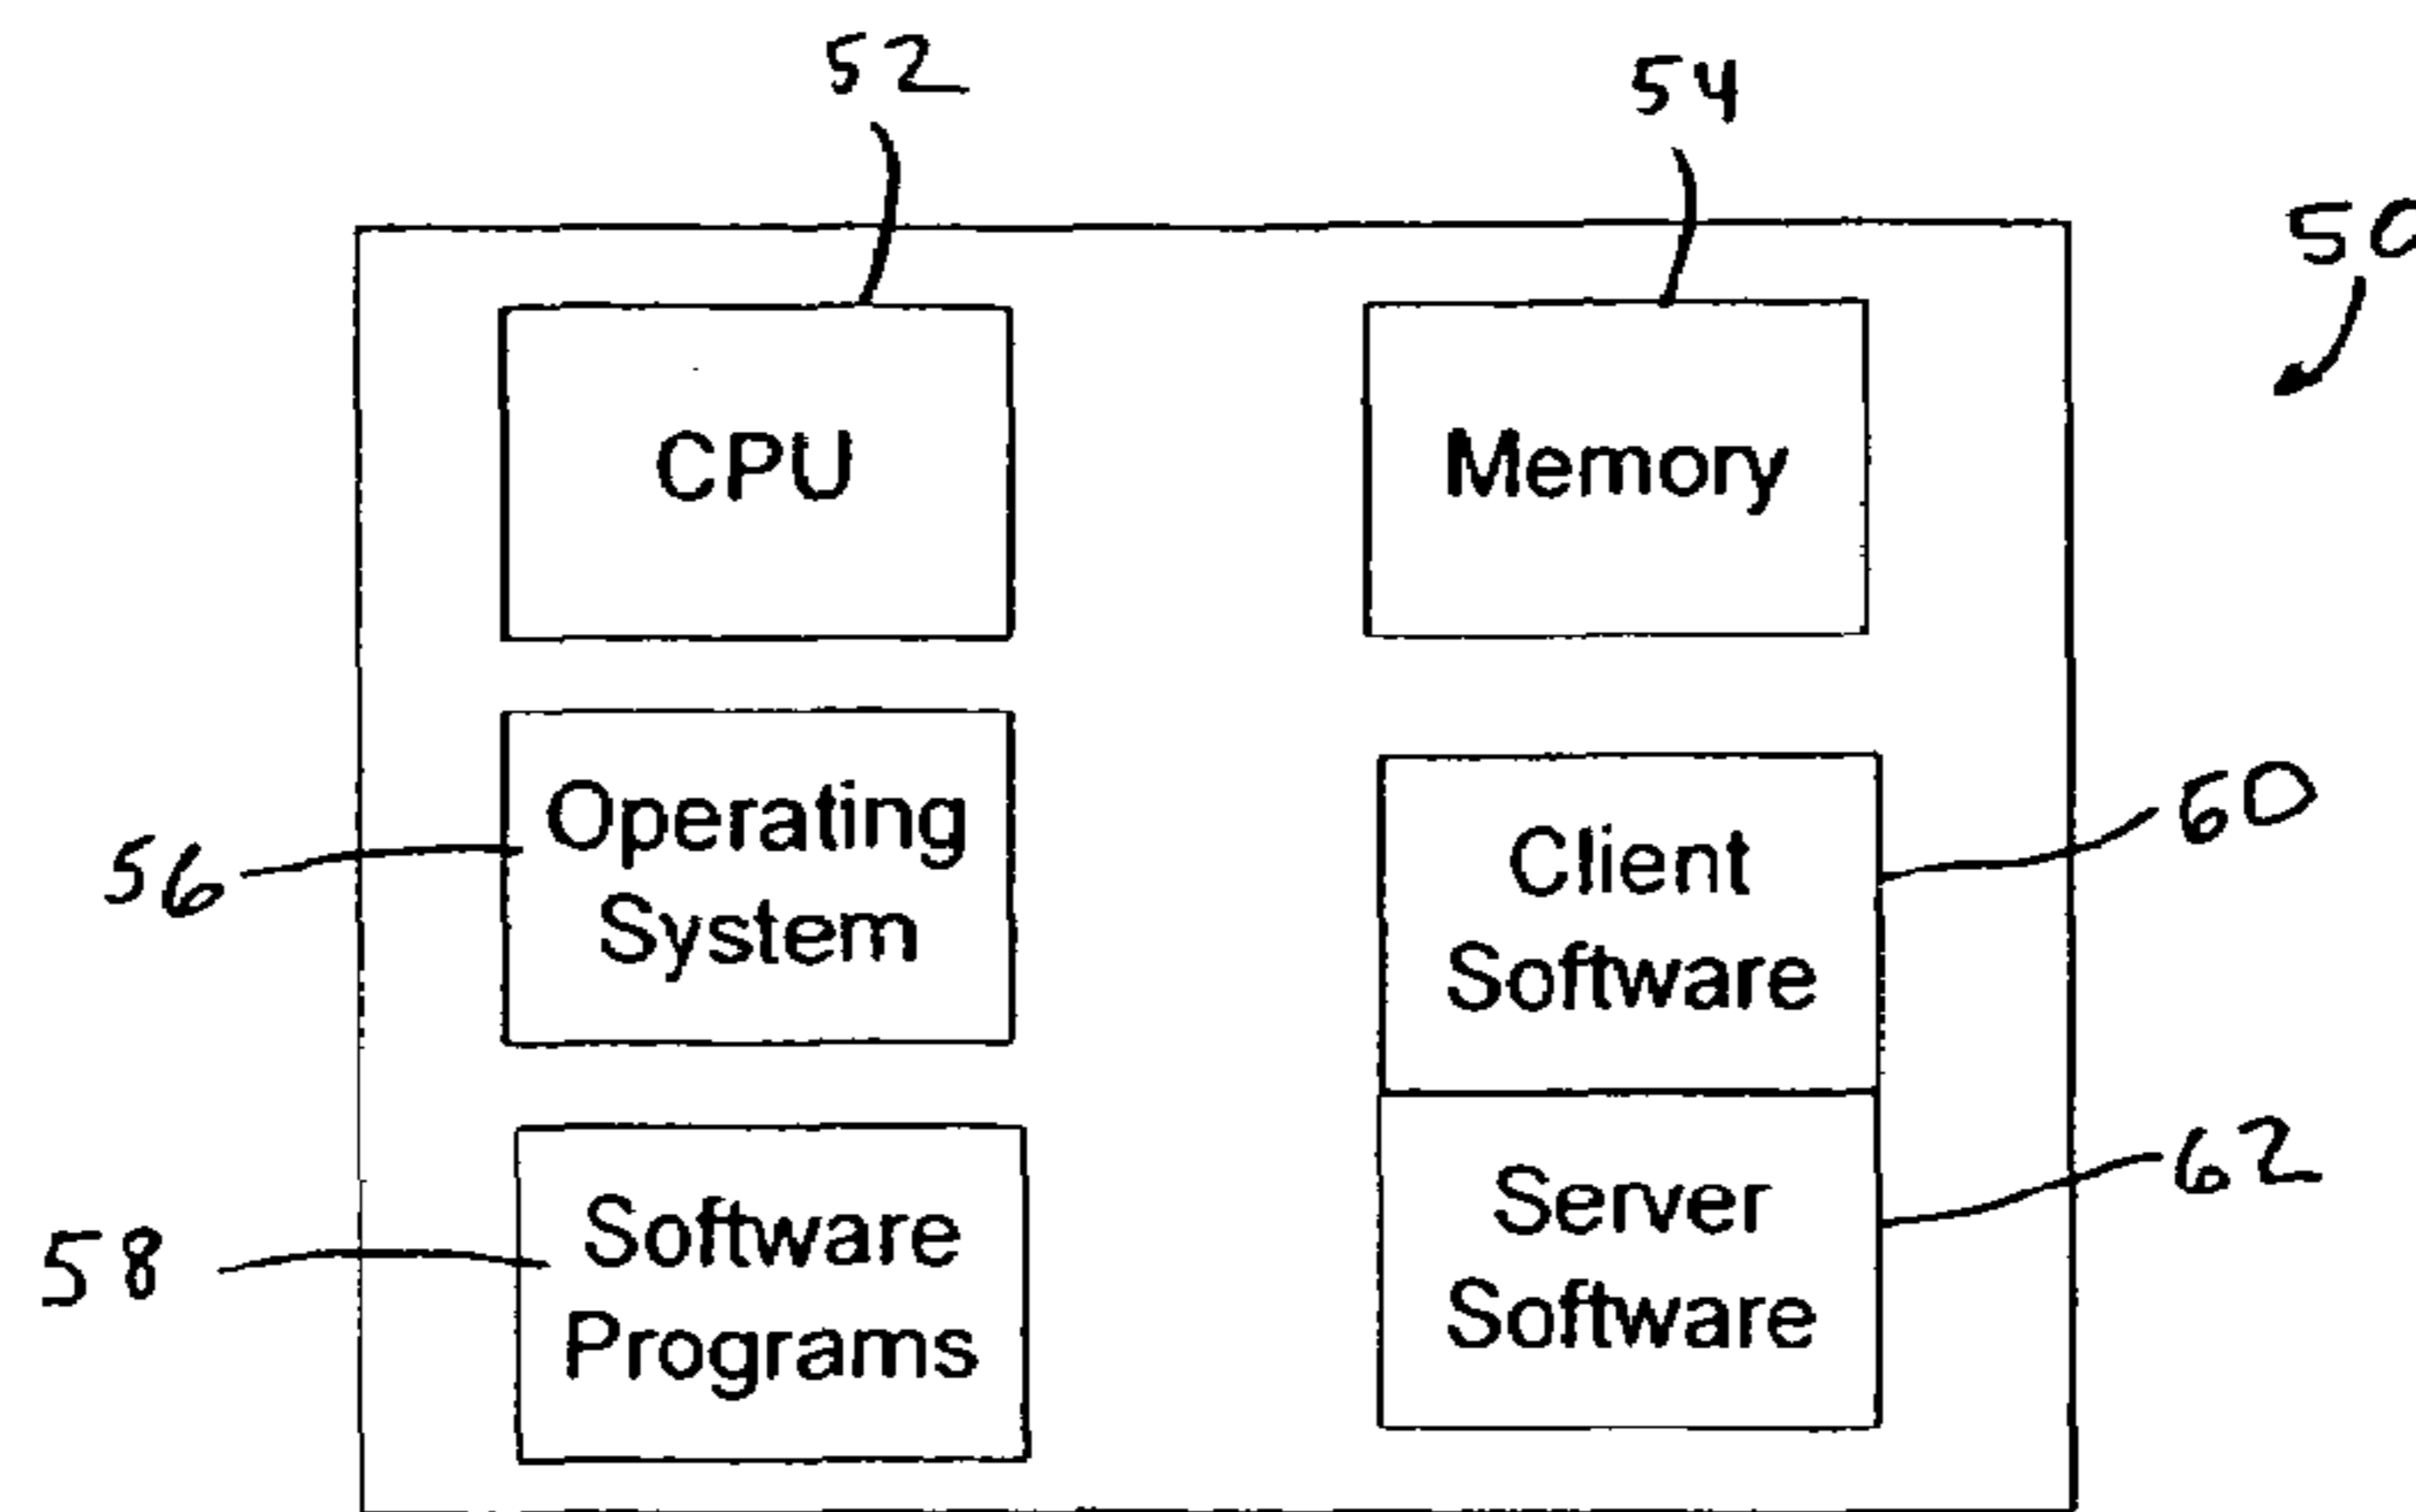 52
54
50
CPU
Memory
56
Operating
System
Client
Software
60
58
Software
Programs
Server
Software
62